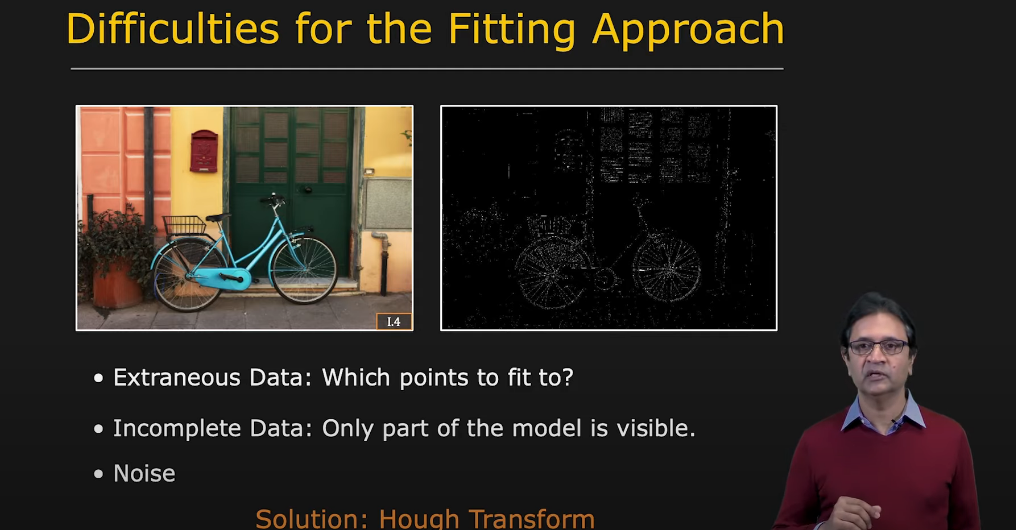 Difficulties for the Fitting Approach
I.4
• Extraneous Data: Which points to fit to?
• Incomplete Data: Only part of the model is visible.
• Noise
Solution: Hough Transform